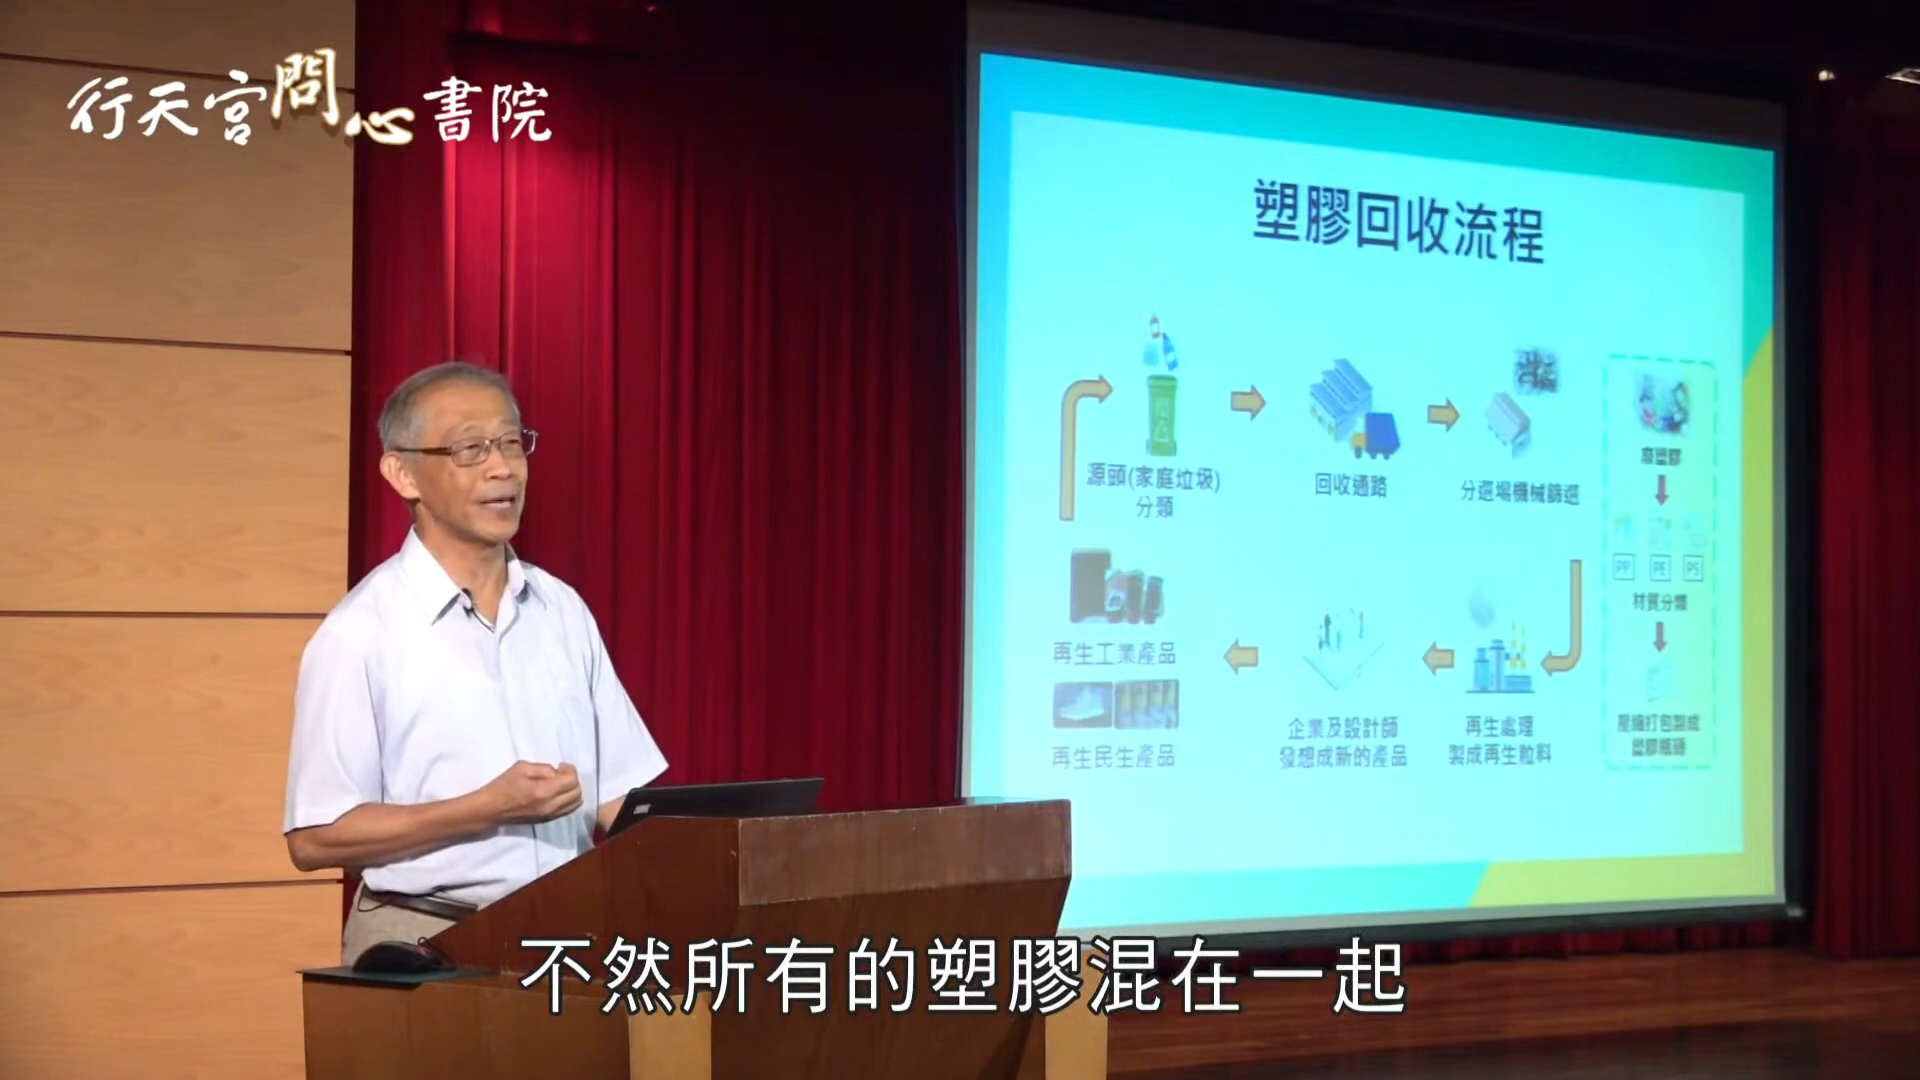 行天宮問心書院
塑膠回收流程
源頭(家庭垃圾)
分類
回收通路
分選場機械篩選
廢塑膠
PP PE PS
材質分類
壓縮打包製成
塑膠瓶磚
再生處理
製成再生粒料
企業及設計師
發想成新的產品
再生工業產品
再生民生產品
不然所有的塑膠混在一起